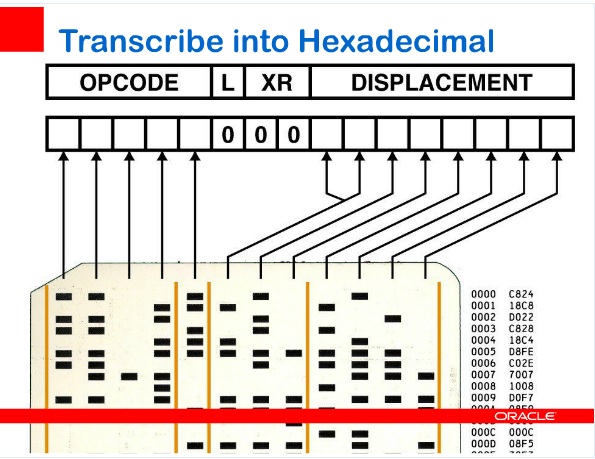 Transcribe into Hexadecimal
OPCODE L XR DISPLACEMENT
0 0 0
0000 C824
0001 18C8
0002 D022
0003 C828
0004 18C4
0005 D8FE
0006 C02E
0007 7007
0008 1008
0009 D0F7
ORACLE
000C 000C
000D 08F5